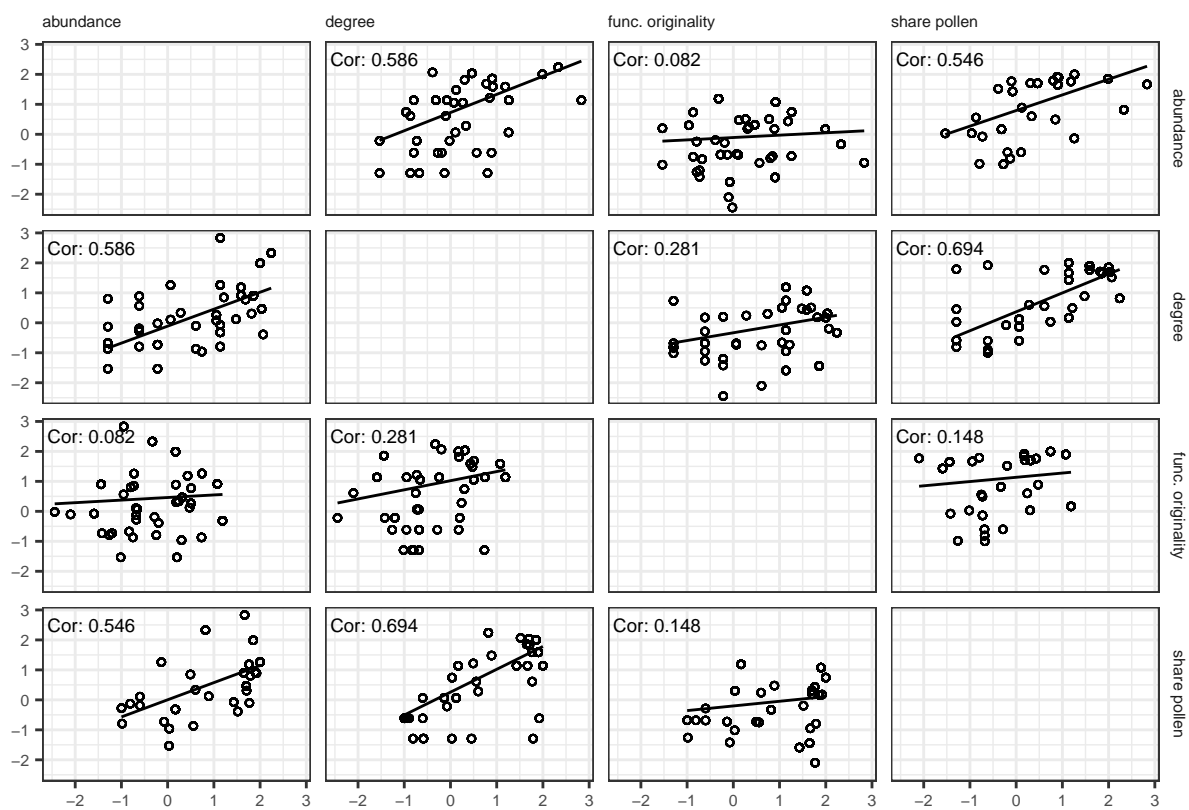 abundance degree func. originality share pollen
3
2
1
0
−1
−2
Cor: 0.586 Cor: 0.082 Cor: 0.546
abundance
3
2
1
0
−1
−2
Cor: 0.586 Cor: 0.281 Cor: 0.694
degree
3
2
1
0
−1
−2
Cor: 0.082 Cor: 0.281 Cor: 0.148
func. originality
3
2
1
0
−1
−2
Cor: 0.546 Cor: 0.694 Cor: 0.148
share pollen
−2 −1 0 1 2 3 −2 −1 0 1 2 3 −2 −1 0 1 2 3 −2 −1 0 1 2 3